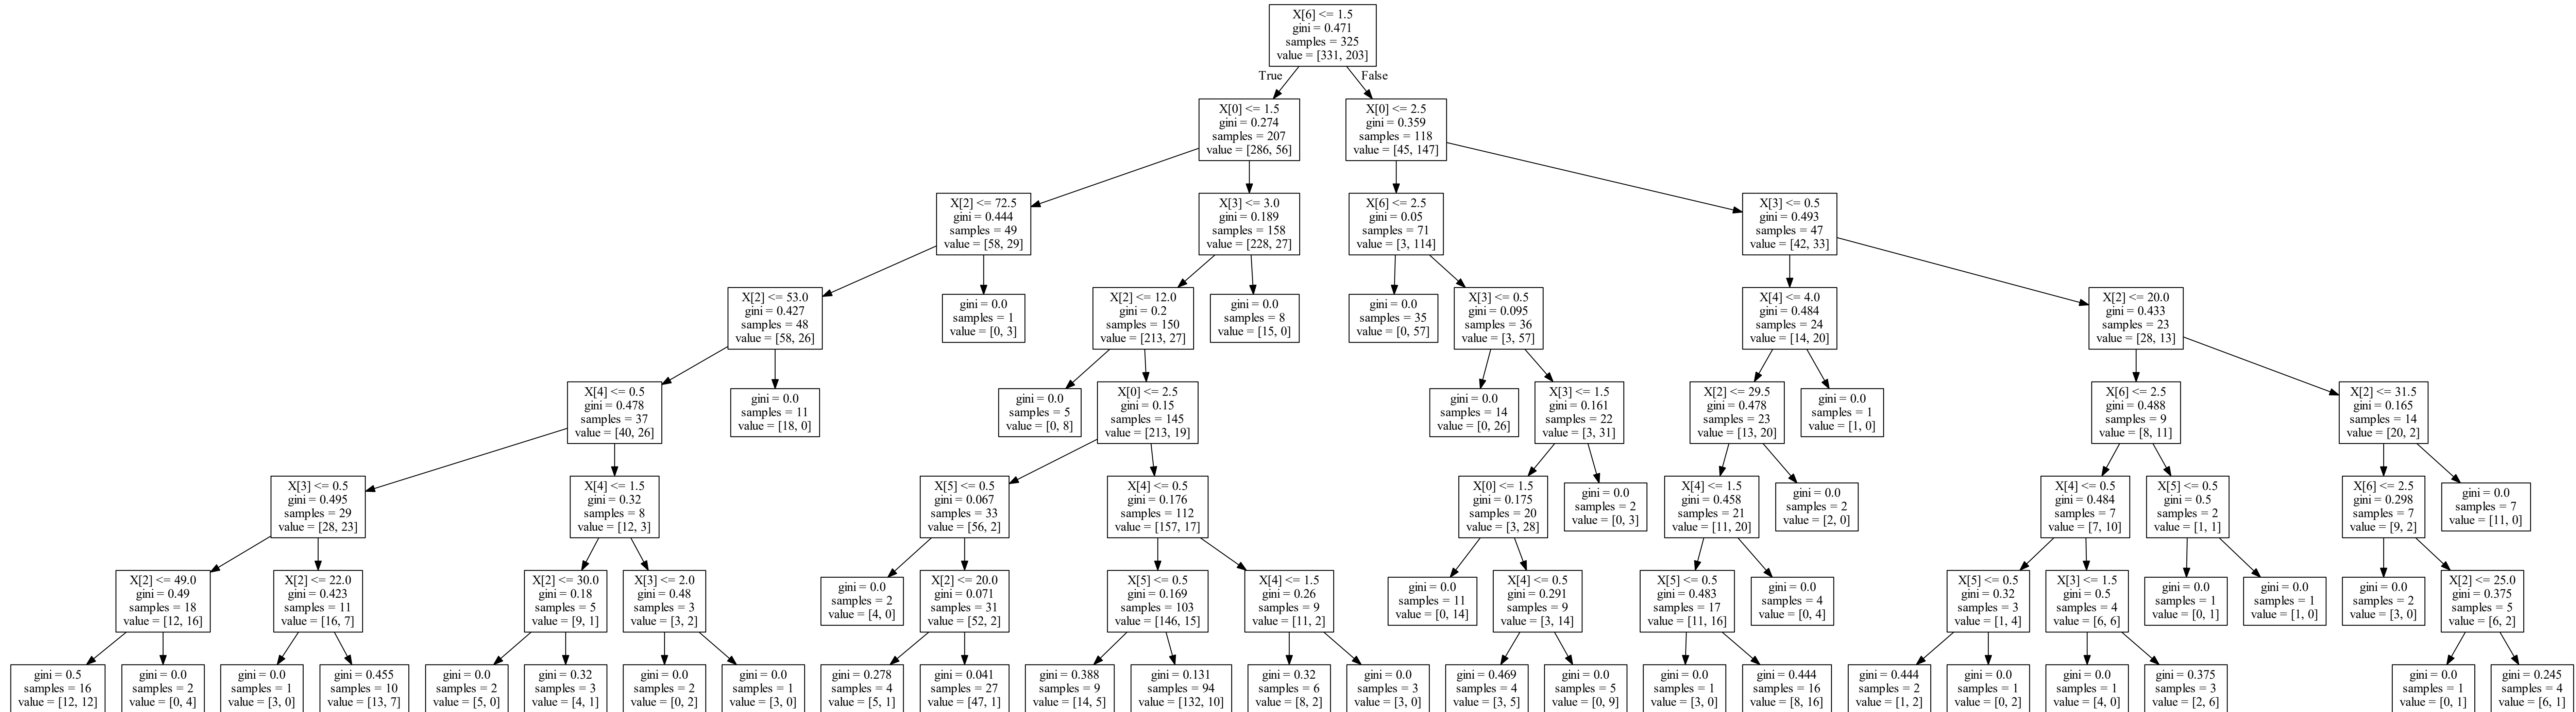 X[6] <= 1.5
gini = 0.471
samples = 325
value = [331, 203]
True
False
X[0] <= 1.5
gini = 0.274
samples = 207
value = [286, 56]
X[0] <= 2.5
gini = 0.359
samples = 118
value = [45, 147]
X[2] <= 72.5
gini = 0.444
samples = 49
value = [58, 29]
X[3] <= 3.0
gini = 0.189
samples = 158
value = [228, 27]
X[6] <= 2.5
gini = 0.05
samples = 71
value = [3, 114]
X[3] <= 0.5
gini = 0.493
samples = 47
value = [42, 33]
X[2] <= 53.0
gini = 0.427
samples = 48
value = [58, 26]
gini = 0.0
samples = 1
value = [0, 3]
X[2] <= 12.0
gini = 0.2
samples = 150
value = [213, 27]
gini = 0.0
samples = 8
value = [15, 0]
gini = 0.0
samples = 35
value = [0, 57]
X[3] <= 0.5
gini = 0.095
samples = 36
value = [3, 57]
X[4] <= 4.0
gini = 0.484
samples = 24
value = [14, 20]
X[2] <= 20.0
gini = 0.433
samples = 23
value = [28, 13]
X[4] <= 0.5
gini = 0.478
samples = 37
value = [40, 26]
gini = 0.0
samples = 11
value = [18, 0]
gini = 0.0
samples = 5
value = [0, 8]
X[0] <= 2.5
gini = 0.15
samples = 145
value = [213, 19]
gini = 0.0
samples = 14
value = [0, 26]
X[3] <= 1.5
gini = 0.161
samples = 22
value = [3, 31]
X[2] <= 29.5
gini = 0.478
samples = 23
value = [13, 20]
gini = 0.0
samples = 1
value = [1, 0]
X[6] <= 2.5
gini = 0.488
samples = 9
value = [8, 11]
X[2] <= 31.5
gini = 0.165
samples = 14
value = [20, 2]
X[3] <= 0.5
gini = 0.495
samples = 29
value = [28, 23]
X[4] <= 1.5
gini = 0.32
samples = 8
value = [12, 3]
X[5] <= 0.5
gini = 0.067
samples = 33
value = [56, 2]
X[4] <= 0.5
gini = 0.176
samples = 112
value = [157, 17]
X[0] <= 1.5
gini = 0.175
samples = 20
value = [3, 28]
gini = 0.0
samples = 2
value = [0, 3]
X[4] <= 1.5
gini = 0.458
samples = 21
value = [11, 20]
gini = 0.0
samples = 2
value = [2, 0]
X[4] <= 0.5
gini = 0.484
samples = 7
value = [7, 10]
X[5] <= 0.5
gini = 0.5
samples = 2
value = [1, 1]
X[6] <= 2.5
gini = 0.298
samples = 7
value = [9, 2]
gini = 0.0
samples = 7
value = [11, 0]
X[2] <= 49.0
gini = 0.49
samples = 18
value = [12, 16]
X[2] <= 22.0
gini = 0.423
samples = 11
value = [16, 7]
X[2] <= 30.0
gini = 0.18
samples = 5
value = [9, 1]
X[3] <= 2.0
gini = 0.48
samples = 3
value = [3, 2]
gini = 0.0
samples = 2
value = [4, 0]
X[2] <= 20.0
gini = 0.071
samples = 31
value = [52, 2]
X[5] <= 0.5
gini = 0.169
samples = 103
value = [146, 15]
X[4] <= 1.5
gini = 0.26
samples = 9
value = [11, 2]
gini = 0.0
samples = 11
value = [0, 14]
X[4] <= 0.5
gini = 0.291
samples = 9
value = [3, 14]
X[5] <= 0.5
gini = 0.483
samples = 17
value = [11, 16]
gini = 0.0
samples = 4
value = [0, 4]
X[5] <= 0.5
gini = 0.32
samples = 3
value = [1, 4]
X[3] <= 1.5
gini = 0.5
samples = 4
value = [6, 6]
gini = 0.0
samples = 1
value = [0, 1]
gini = 0.0
samples = 1
value = [1, 0]
gini = 0.0
samples = 2
value = [3, 0]
X[2] <= 25.0
gini = 0.375
samples = 5
value = [6, 2]
gini = 0.5
samples = 16
value = [12, 12]
gini = 0.0
samples = 2
value = [0, 4]
gini = 0.0
samples = 1
value = [3, 0]
gini = 0.455
samples = 10
value = [13, 7]
gini = 0.0
samples = 2
value = [5, 0]
gini = 0.32
samples = 3
value = [4, 1]
gini = 0.0
samples = 2
value = [0, 2]
gini = 0.0
samples = 1
value = [3, 0]
gini = 0.278
samples = 4
value = [5, 1]
gini = 0.041
samples = 27
value = [47, 1]
gini = 0.388
samples = 9
value = [14, 5]
gini = 0.131
samples = 94
value = [132, 10]
gini = 0.32
samples = 6
value = [8, 2]
gini = 0.0
samples = 3
value = [3, 0]
gini = 0.469
samples = 4
value = [3, 5]
gini = 0.0
samples = 5
value = [0, 9]
gini = 0.0
samples = 1
value = [3, 0]
gini = 0.444
samples = 16
value = [8, 16]
gini = 0.444
samples = 2
value = [1, 2]
gini = 0.0
samples = 1
value = [0, 2]
gini = 0.0
samples = 1
value = [4, 0]
gini = 0.375
samples = 3
value = [2, 6]
gini = 0.0
samples = 1
value = [0, 1]
gini = 0.245
samples = 4
value = [6, 1]